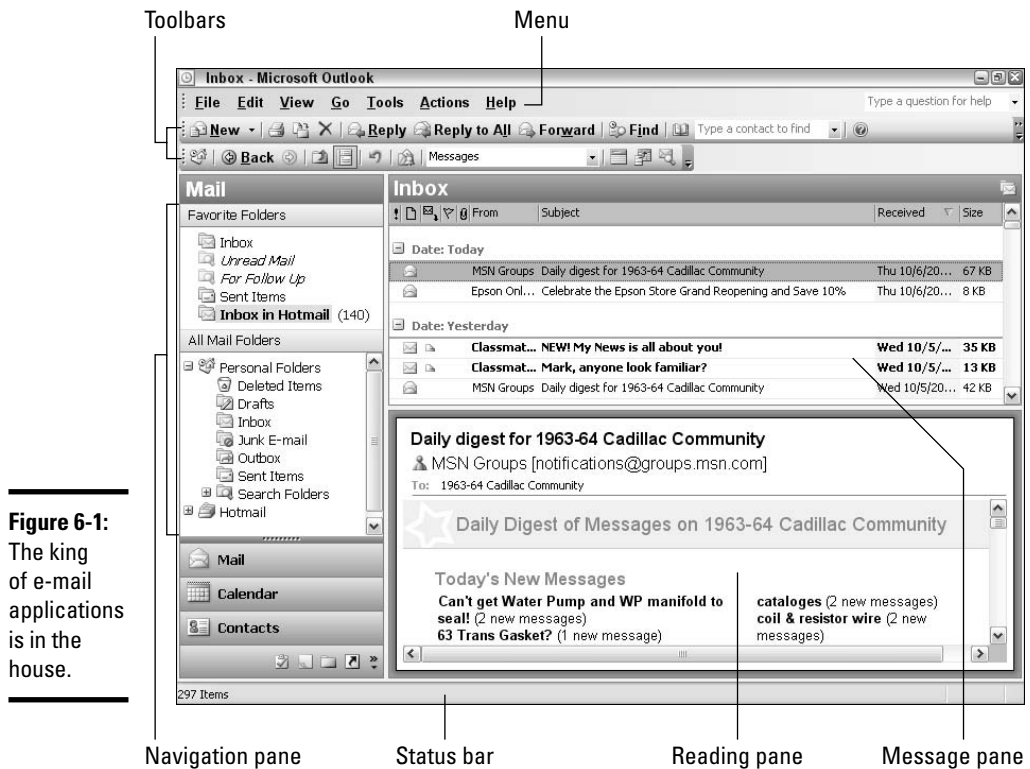 Toolbars
Menu
Inbox - Microsoft Outlook
File Edit View Go Tools Actions Help
Type a question for help
New Reply Reply to All Forward Find Type a contact to find
Back Messages
Mail
Favorite Folders
Inbox
Unread Mail
For Follow Up
Sent Items
Inbox in Hotmail (140)
All Mail Folders
Personal Folders
Deleted Items
Drafts
Inbox
Junk E-mail
Outbox
Sent Items
Search Folders
Hotmail
Mail
Calendar
Contacts
Inbox
From Subject Received Size
Date: Today
MSN Groups Daily digest for 1963-64 Cadillac Community Thu 10/6/20... 67 KB
Epson Onl... Celebrate the Epson Store Grand Reopening and Save 10% Thu 10/6/20... 8 KB
Date: Yesterday
Classmat... NEW! My News is all about you! Wed 10/5/... 35 KB
Classmat... Mark, anyone look familiar? Wed 10/5/... 13 KB
MSN Groups Daily digest for 1963-64 Cadillac Community Wed 10/5/20... 42 KB
Daily digest for 1963-64 Cadillac Community
MSN Groups [notifications@groups.msn.com]
To: 1963-64 Cadillac Community
Daily Digest of Messages on 1963-64 Cadillac Community
Today's New Messages
Can't get Water Pump and WP manifold to
seal! (2 new messages)
63 Trans Gasket? (1 new message)
cataloges (2 new messages)
coil & resistor wire (2 new
messages)
297 Items
Navigation pane
Status bar
Reading pane
Message pane
Figure 6-1:
The king
of e-mail
applications
is in the
house.